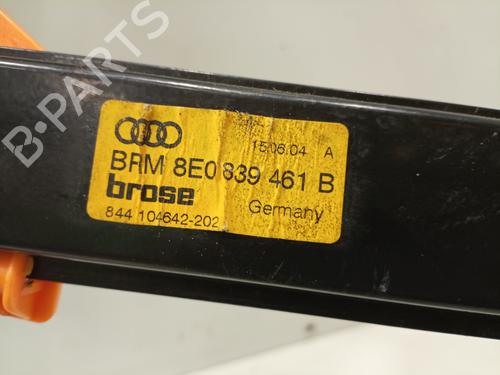 15.06.04 A
BRM 8E0 839 461 B
brose
Germany
844 104642-202
B-PARTS